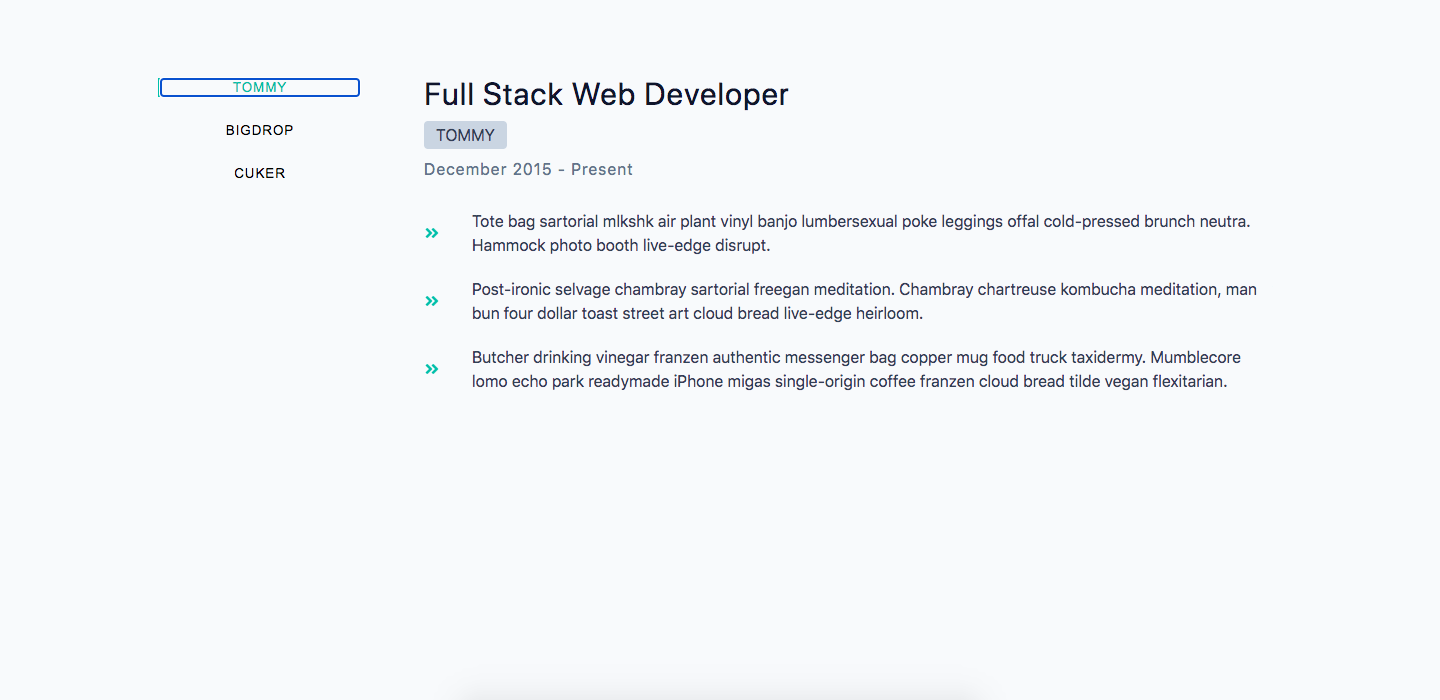 TOMMY
BIGDROP
CUKER
Full Stack Web Developer
TOMMY
December 2015 - Present
Tote bag sartorial mlkshk air plant vinyl banjo lumbersexual poke leggings offal cold-pressed brunch neutra.
Hammock photo booth live-edge disrupt.
Post-ironic selvage chambray sartorial freegan meditation. Chambray chartreuse kombucha meditation, man
bun four dollar toast street art cloud bread live-edge heirloom.
Butcher drinking vinegar franzen authentic messenger bag copper mug food truck taxidermy. Mumblecore
lomo echo park readymade iPhone migas single-origin coffee franzen cloud bread tilde vegan flexitarian.